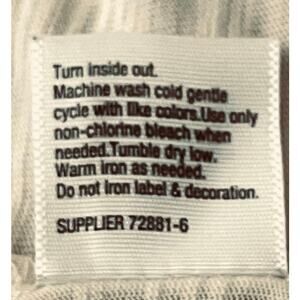 Turn inside out.
Machine wash cold gentle
cycle with like colors.Use only
non-chlorine bleach when
needed.Tumble dry low.
Warm iron as needed.
Do not iron label & decoration.
SUPPLIER 72881-6